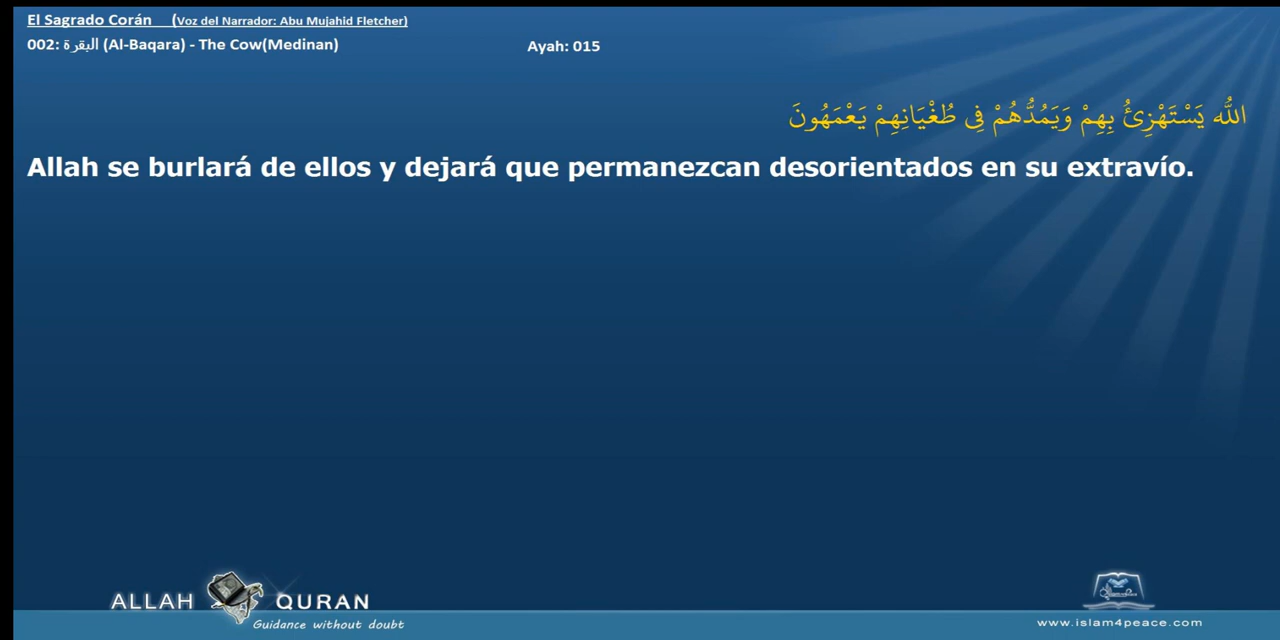 El Sagrado Corán (Voz del Narrador: Abu Mujahid Fletcher)
002: البقرة (Al-Baqara) - The Cow(Medinan)
Ayah: 015
اللّٰه يَسْتَهْزِئُ بِهِمْ وَيَمُدُّهُمْ فِي طُغْيَانِهِمْ يَعْمَهُونَ
Allah se burlará de ellos y dejará que permanezcan desorientados en su extravío.
ALLAH QURAN
Guidance without doubt
www.islam4peace.com